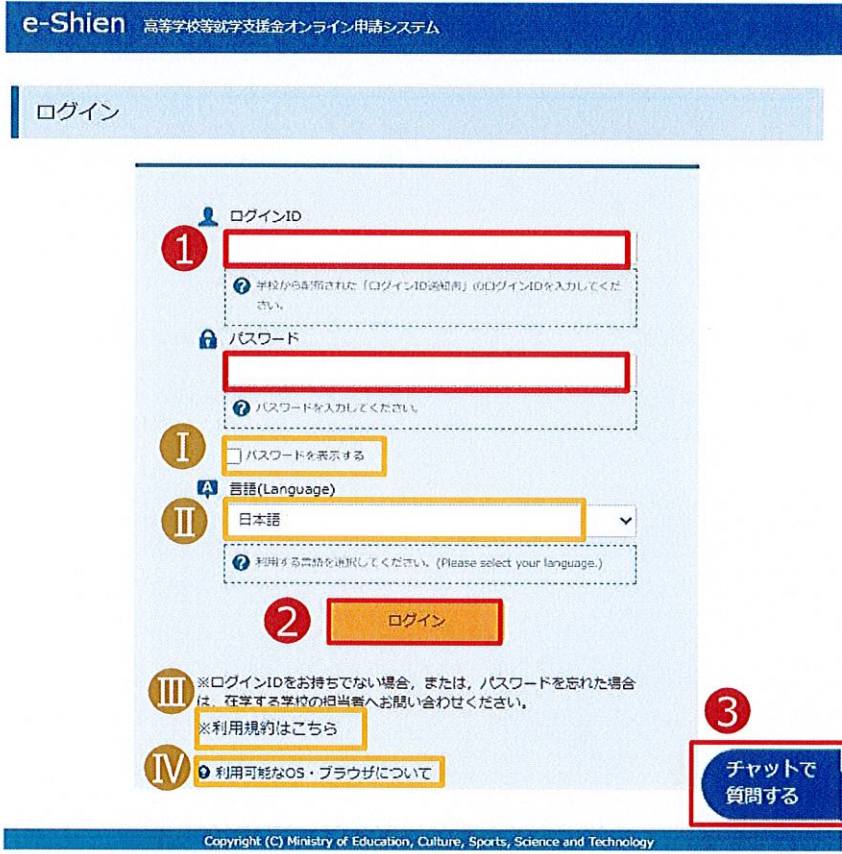 e-Shien 高等学校等就学支援金オンライン申請システム
ログイン
ログインID
1
学校から配布された「ログインID通知書」のログインIDを入力してくだ
さい。
パスワード
パスワードを入力してください。
Ⅰ
パスワードを表示する
言語(Language)
Ⅱ
日本語
利用する言語を選択してください。(Please select your language.)
2
ログイン
Ⅲ
※ログインIDをお持ちでない場合，または，パスワードを忘れた場合
は，在学する学校の担当者へお問い合わせください。
※利用規約はこちら
3
Ⅳ
利用可能なOS・ブラウザについて
チャットで
質問する
Copyright (C) Ministry of Education, Culture, Sports, Science and Technology